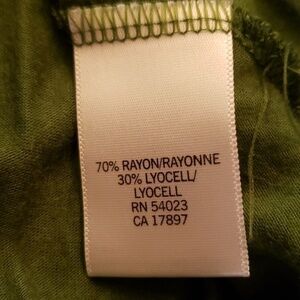 70% RAYON/RAYONNE
30% LYOCELL/
LYOCELL
RN 54023
CA 17897